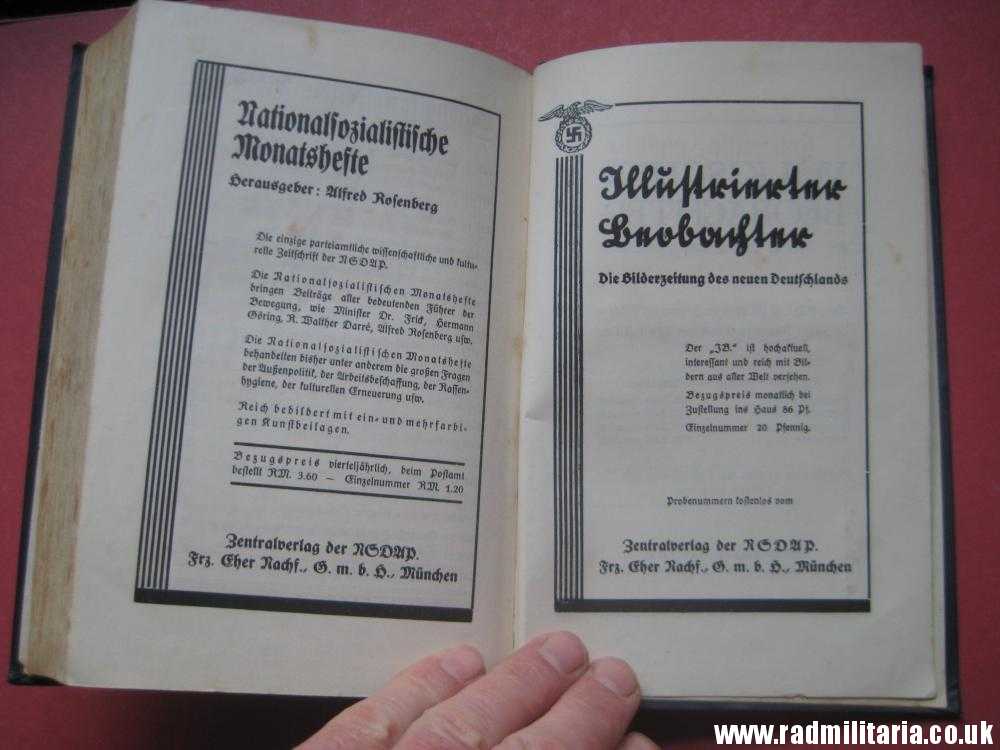 Nationalsozialistische
Monatshefte
Herausgeber: Alfred Rosenberg
Die einzige parteiamtliche wissenschaftliche und kultu-
relle Zeitschrift der NSDAP.
Die Nationalsozialistischen Monatshefte
bringen Beiträge aller bedeutenden Führer der
Bewegung, wie Minister Dr. Frick, Hermann
Göring, R. Walther Darré, Alfred Rosenberg usw.
Die Nationalsozialistischen Monatshefte
behandelten bisher unter anderem die großen Fragen
der Außenpolitik, der Arbeitsbeschaffung, der Rassen-
hygiene, der kulturellen Erneuerung usw.
Reich bebildert mit ein- und mehrfarbi-
gen Kunstbeilagen.
Bezugspreis vierteljährlich, beim Postamt
bestellt RM. 3.60 — Einzelnummer RM. 1.20
Zentralverlag der NSDAP.
Frz. Eher Nachf., G. m. b. H., München
Illustrierter
Beobachter
Die Bilderzeitung des neuen Deutschlands
Der „IB.“ ist hochaktuell,
interessant und reich mit Bil-
dern aus aller Welt versehen.
Bezugspreis monatlich bei
Zustellung ins Haus 86 Pf.
Einzelnummer 20 Pfennig.
Probenummern kostenlos vom
Zentralverlag der NSDAP.
Frz. Eher Nachf., G. m. b. H., München
www.radmilitaria.co.uk